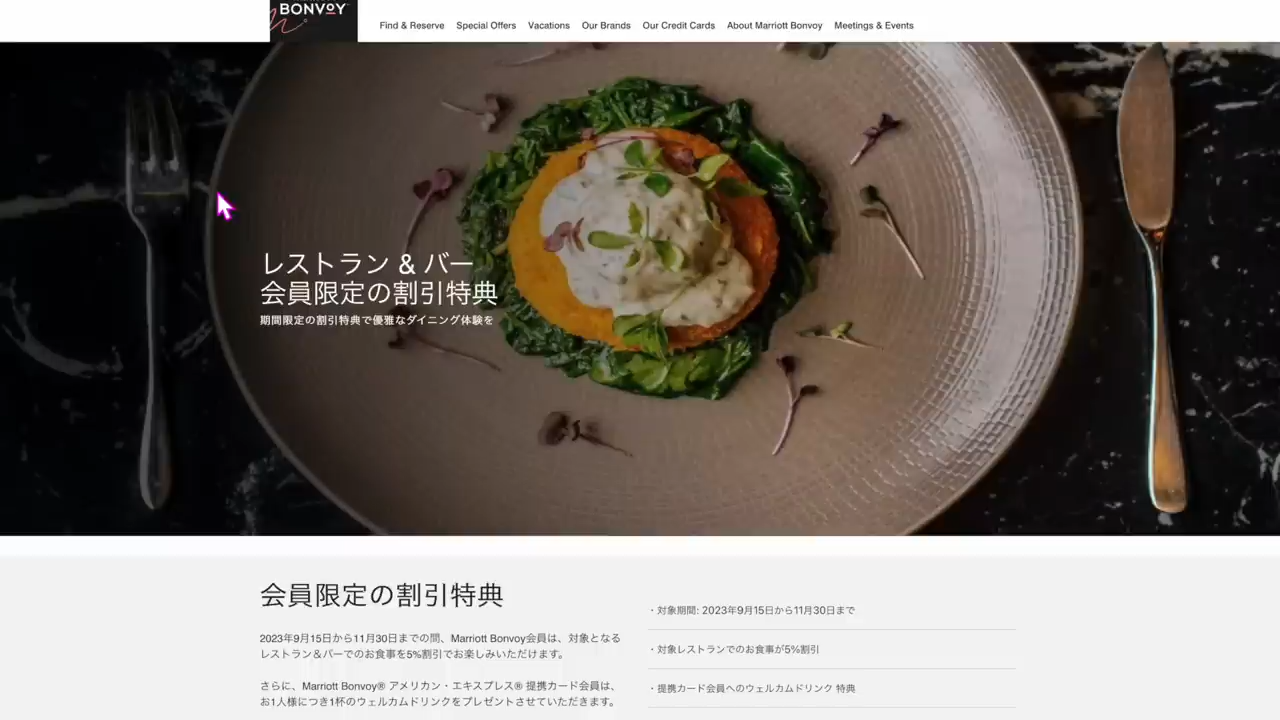 BONVOY
Find & Reserve
Special Offers
Vacations
Our Brands
Our Credit Cards
About Marriott Bonvoy
Meetings & Events
レストラン & バー
会員限定の割引特典
期間限定の割引特典で優雅なダイニング体験を
会員限定の割引特典
2023年9月15日から11月30日までの間、Marriott Bonvoy会員は、対象となる
レストラン＆バーでのお食事を5%割引でお楽しみいただけます。
さらに、Marriott Bonvoy® アメリカン・エキスプレス® 提携カード会員は、
お1人様につき1杯のウェルカムドリンクをプレゼントさせていただきます。
・対象期間: 2023年9月15日から11月30日まで
・対象レストランでのお食事が5%割引
・提携カード会員へのウェルカムドリンク 特典